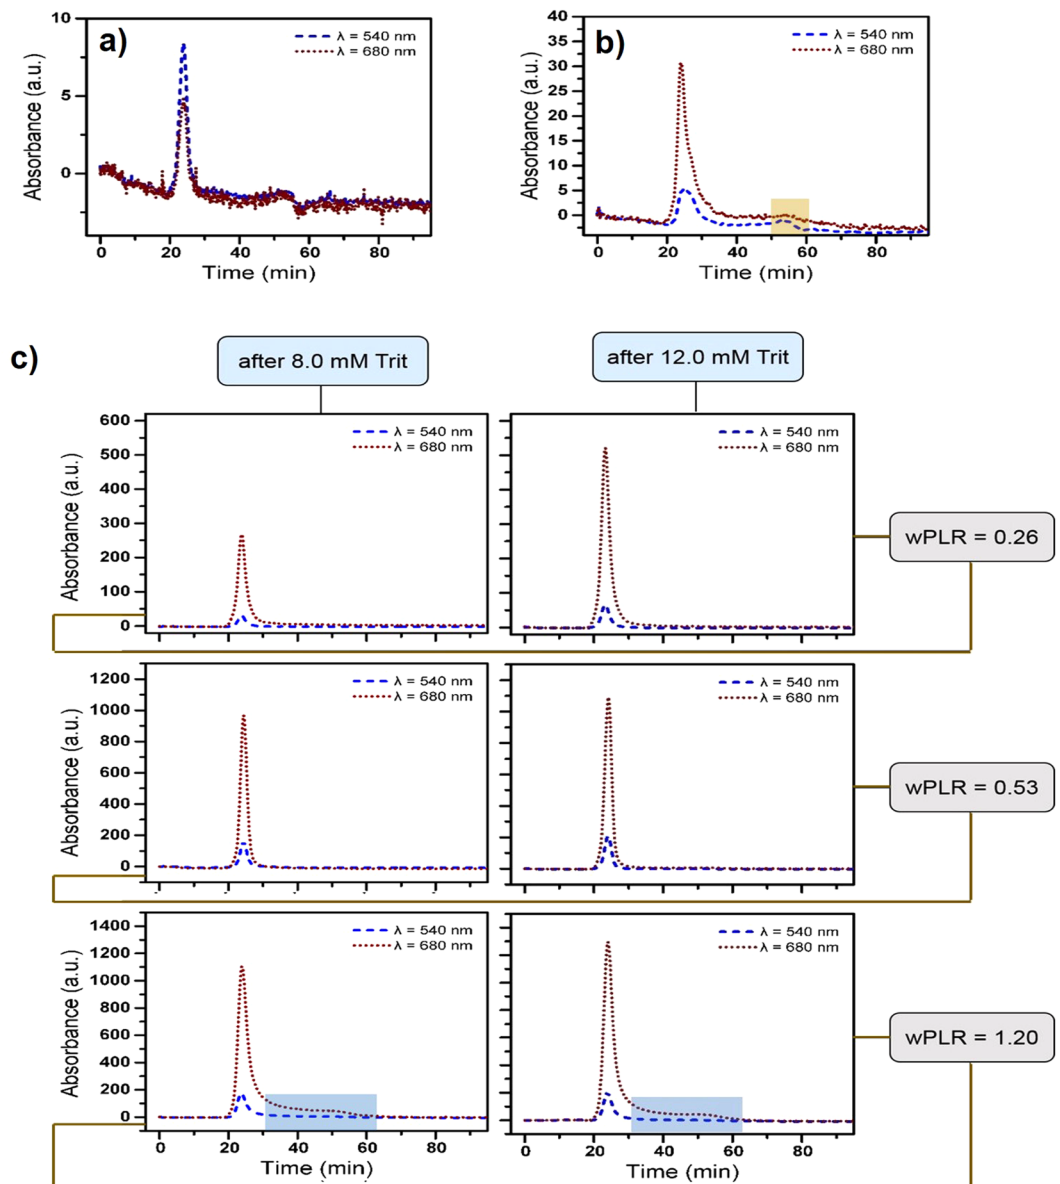 a)
λ = 540 nm
λ = 680 nm
10
5
0
Absorbance (a.u.)
0 20 40 60 80
Time (min)
b)
λ = 540 nm
λ = 680 nm
40
35
30
25
20
15
10
5
0
Absorbance (a.u.)
0 20 40 60 80
Time (min)
c)
after 8.0 mM Trit
after 12.0 mM Trit
λ = 540 nm
λ = 680 nm
600
500
400
300
200
100
0
Absorbance (a.u.)
λ = 540 nm
λ = 680 nm
wPLR = 0.26
λ = 540 nm
λ = 680 nm
1200
1000
800
600
400
200
0
Absorbance (a.u.)
λ = 540 nm
λ = 680 nm
wPLR = 0.53
λ = 540 nm
λ = 680 nm
1400
1200
1000
800
600
400
200
0
Absorbance (a.u.)
0 20 40 60 80
Time (min)
λ = 540 nm
λ = 680 nm
0 20 40 60 80
Time (min)
wPLR = 1.20